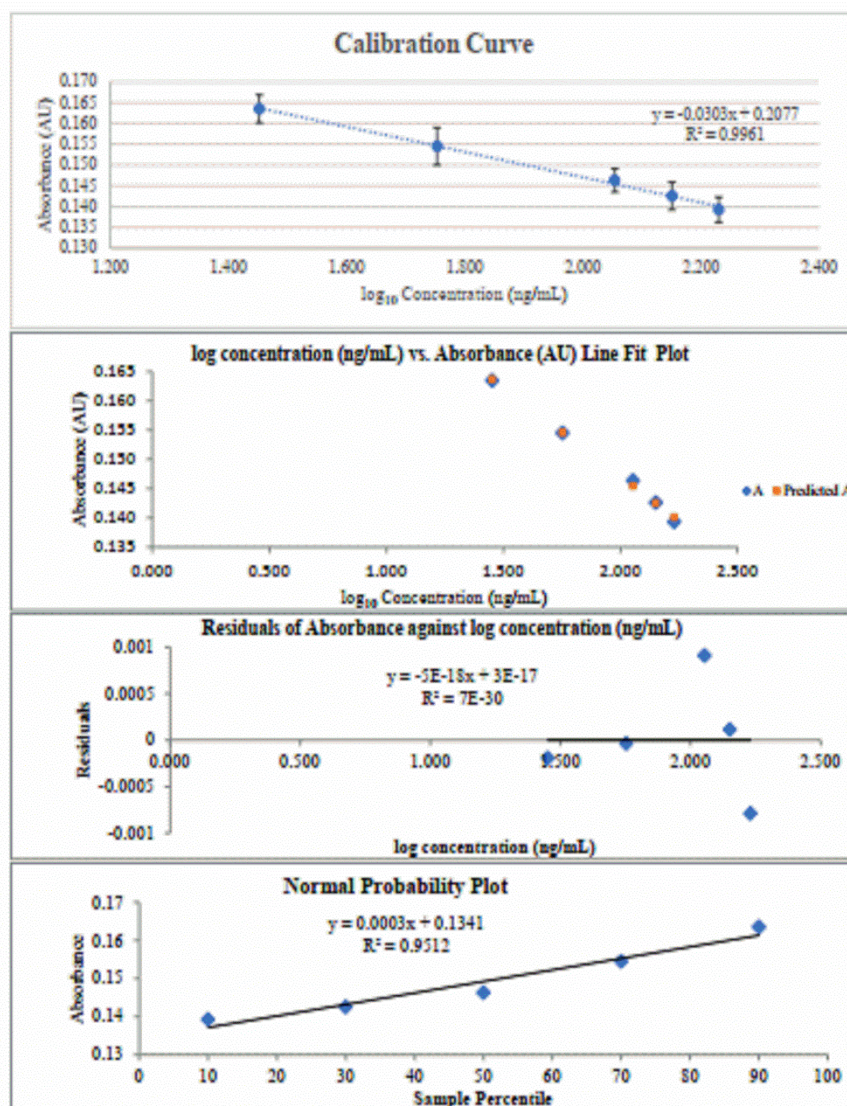 Calibration Curve
0.170
0.165
0.160
0.155
0.150
0.145
0.140
0.135
0.130
Absorbance (AU)
y = -0.0303x + 0.2077
R² = 0.9961
1.200 1.400 1.600 1.800 2.000 2.200 2.400
log₁₀ Concentration (ng/mL)
log concentration (ng/mL) vs. Absorbance (AU) Line Fit Plot
0.165
0.155
0.150
0.145
0.140
0.135
Absorbance (AU)
A Predicted A
0.000 0.500 1.000 1.500 2.000 2.500
log₁₀ Concentration (ng/mL)
Residuals of Absorbance against log concentration (ng/mL)
0.001
0.0005
0
-0.0005
-0.001
Residuals
y = -5E-18x + 3E-17
R² = 7E-30
0.000 0.500 1.000 1.500 2.000 2.500
log concentration (ng/mL)
Normal Probability Plot
0.17
0.16
0.15
0.14
0.13
Absorbance
y = 0.0003x + 0.1341
R² = 0.9512
0 10 20 30 40 50 60 70 80 90 100
Sample Percentile